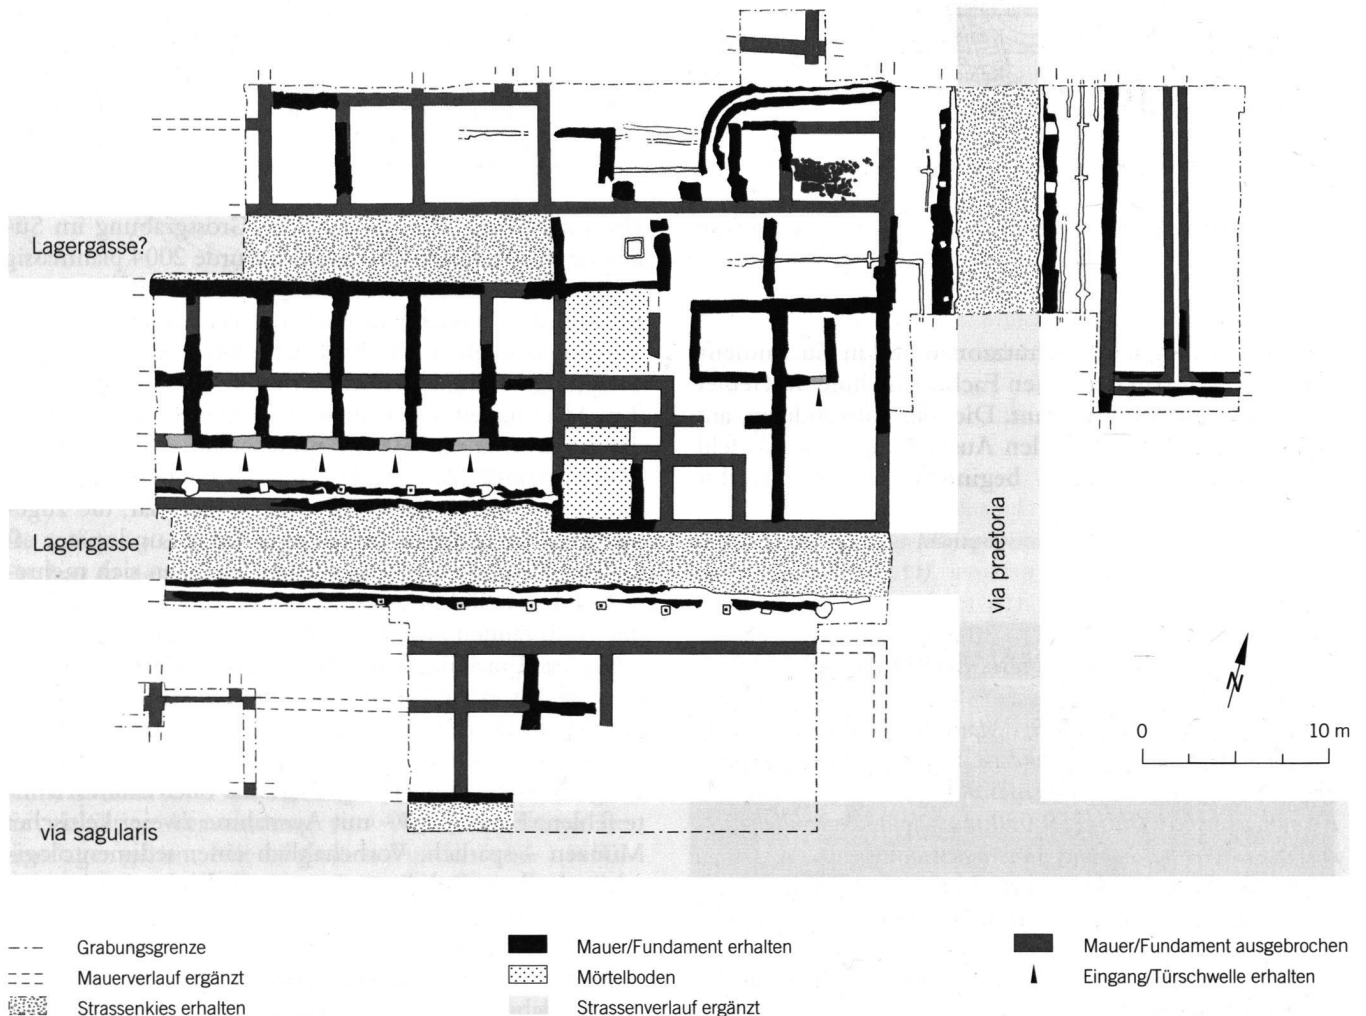 Lagergasse?
Lagergasse
via praetoria
N
0 10 m
via sagularis
Grabungsgrenze
Mauerverlauf ergänzt
Strassenkies erhalten
Mauer/Fundament erhalten
Mörtelboden
Strassenverlauf ergänzt
Mauer/Fundament ausgebrochen
Eingang/Türschwelle erhalten